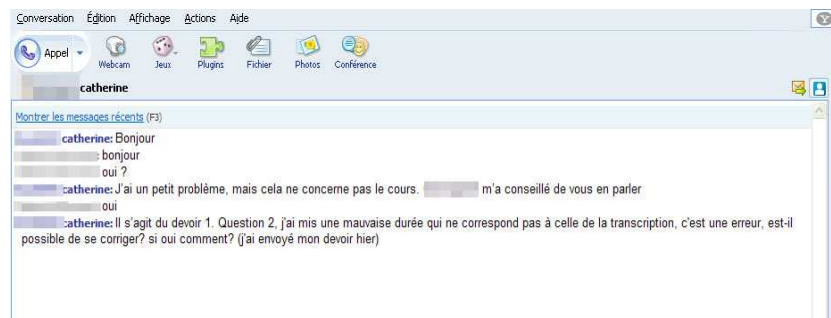 Conversation Édition Affichage Actions Aide
Appel Webcam Jeux Plugins Fichier Photos Conférence
catherine
Montrer les messages récents (F3)
catherine: Bonjour
: bonjour
oui ?
catherine: J'ai un petit problème, mais cela ne concerne pas le cours. m'a conseillé de vous en parler
oui
catherine: Il s'agit du devoir 1. Question 2, j'ai mis une mauvaise durée qui ne correspond pas à celle de la transcription, c'est une erreur, est-il
possible de se corriger? si oui comment? (j'ai envoyé mon devoir hier)